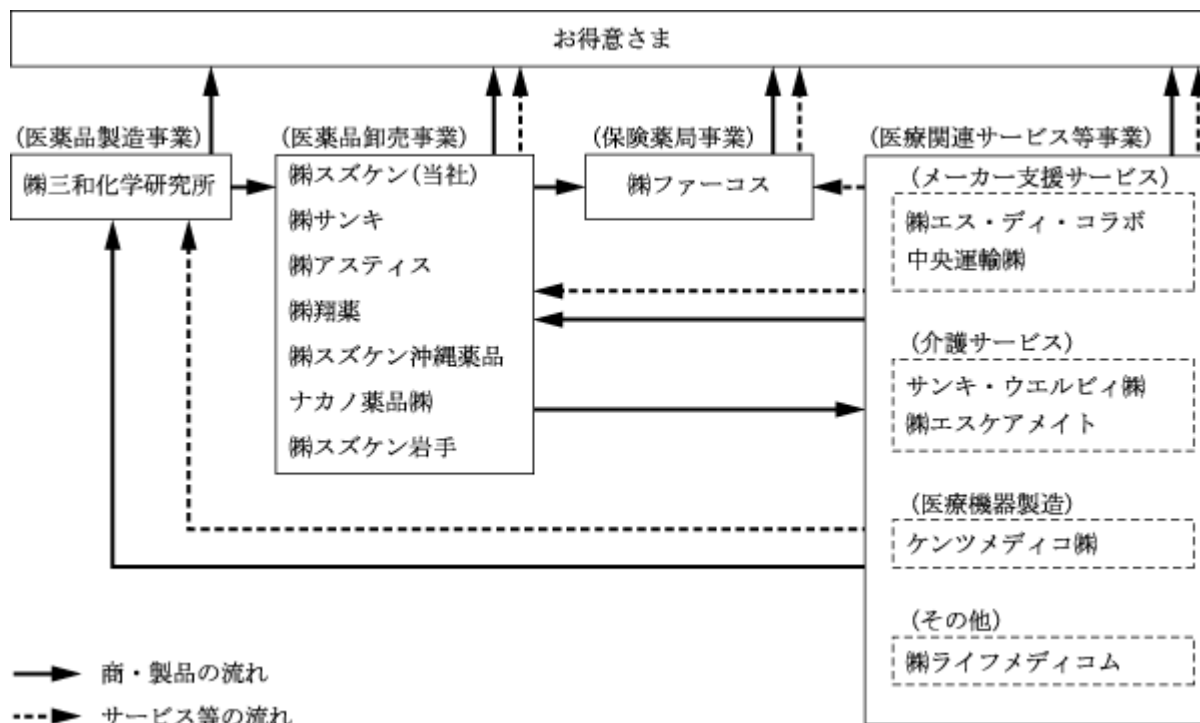 お得意さま
(医薬品製造事業)
㈱三和化学研究所
(医薬品卸売事業)
㈱スズケン(当社)
㈱サンキ
㈱アスティス
㈱翔薬
㈱スズケン沖縄薬品
ナカノ薬品㈱
㈱スズケン岩手
(保険薬局事業)
㈱ファーコス
(医療関連サービス等事業)
(メーカー支援サービス)
㈱エス・ディ・コラボ
中央運輸㈱
(介護サービス)
サンキ・ウエルビィ㈱
㈱エスケアメイト
(医療機器製造)
ケンツメディコ㈱
(その他)
㈱ライフメディコム
商・製品の流れ
サービス等の流れ